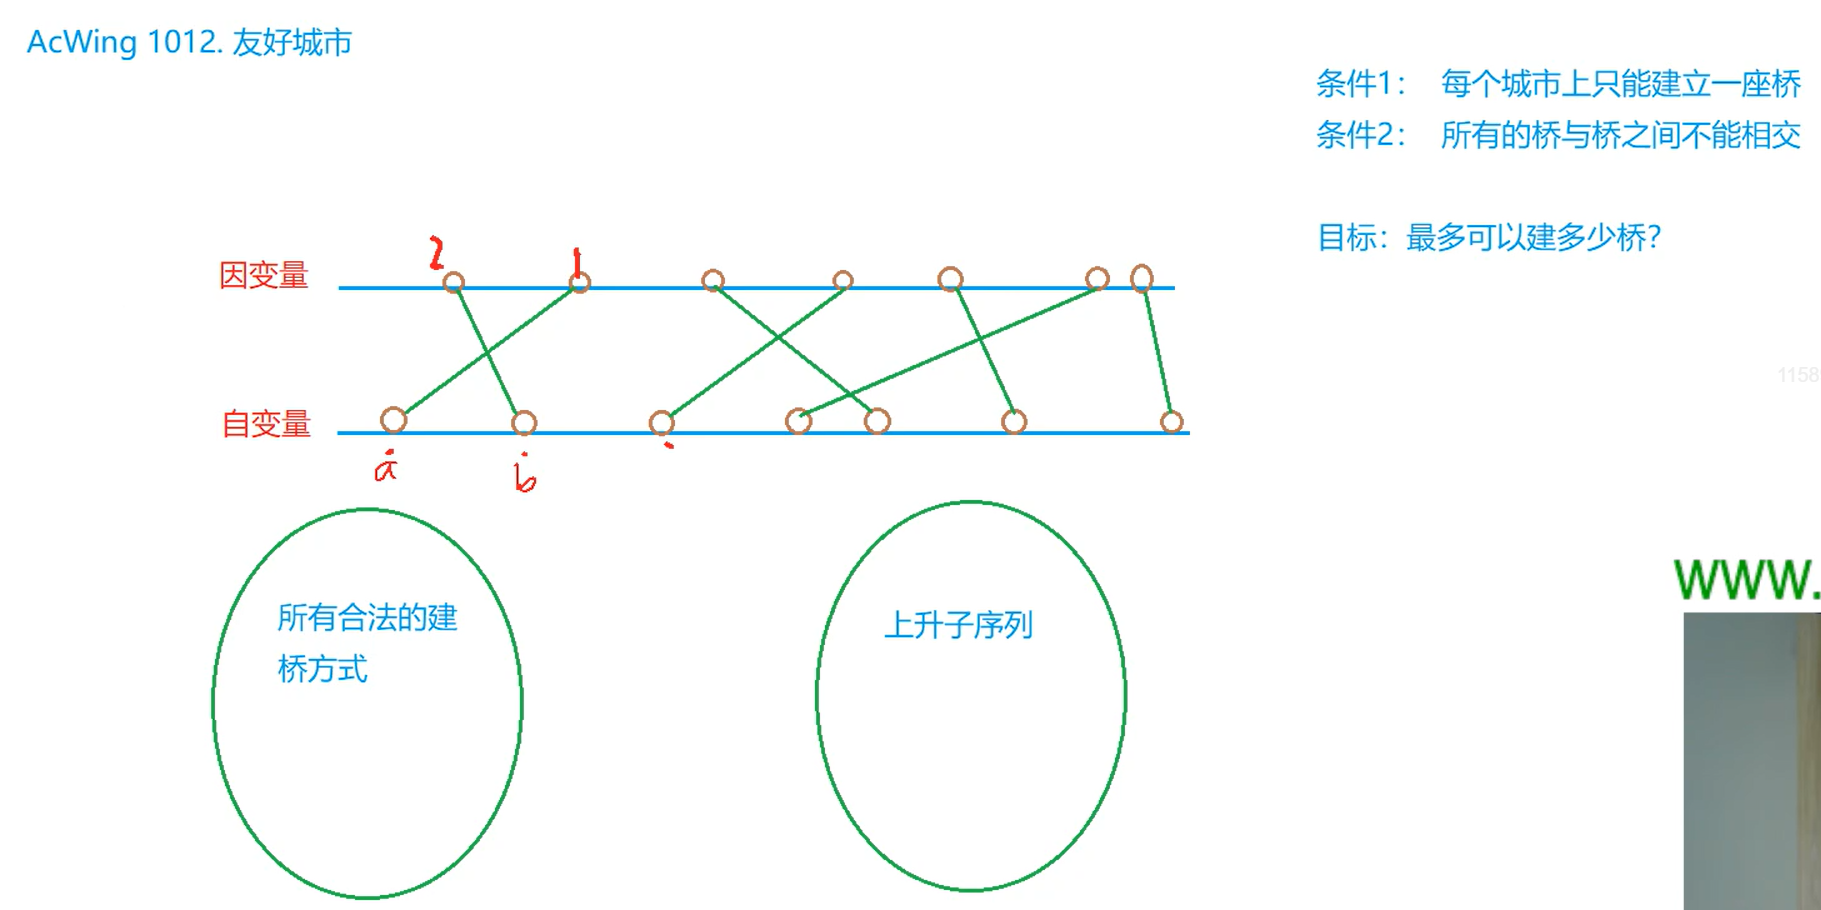 AcWing 1012. 友好城市
条件1： 每个城市上只能建立一座桥
条件2： 所有的桥与桥之间不能相交
目标：最多可以建多少桥？
2 1
因变量
1158
自变量
a b
所有合法的建
桥方式
上升子序列
WWW.